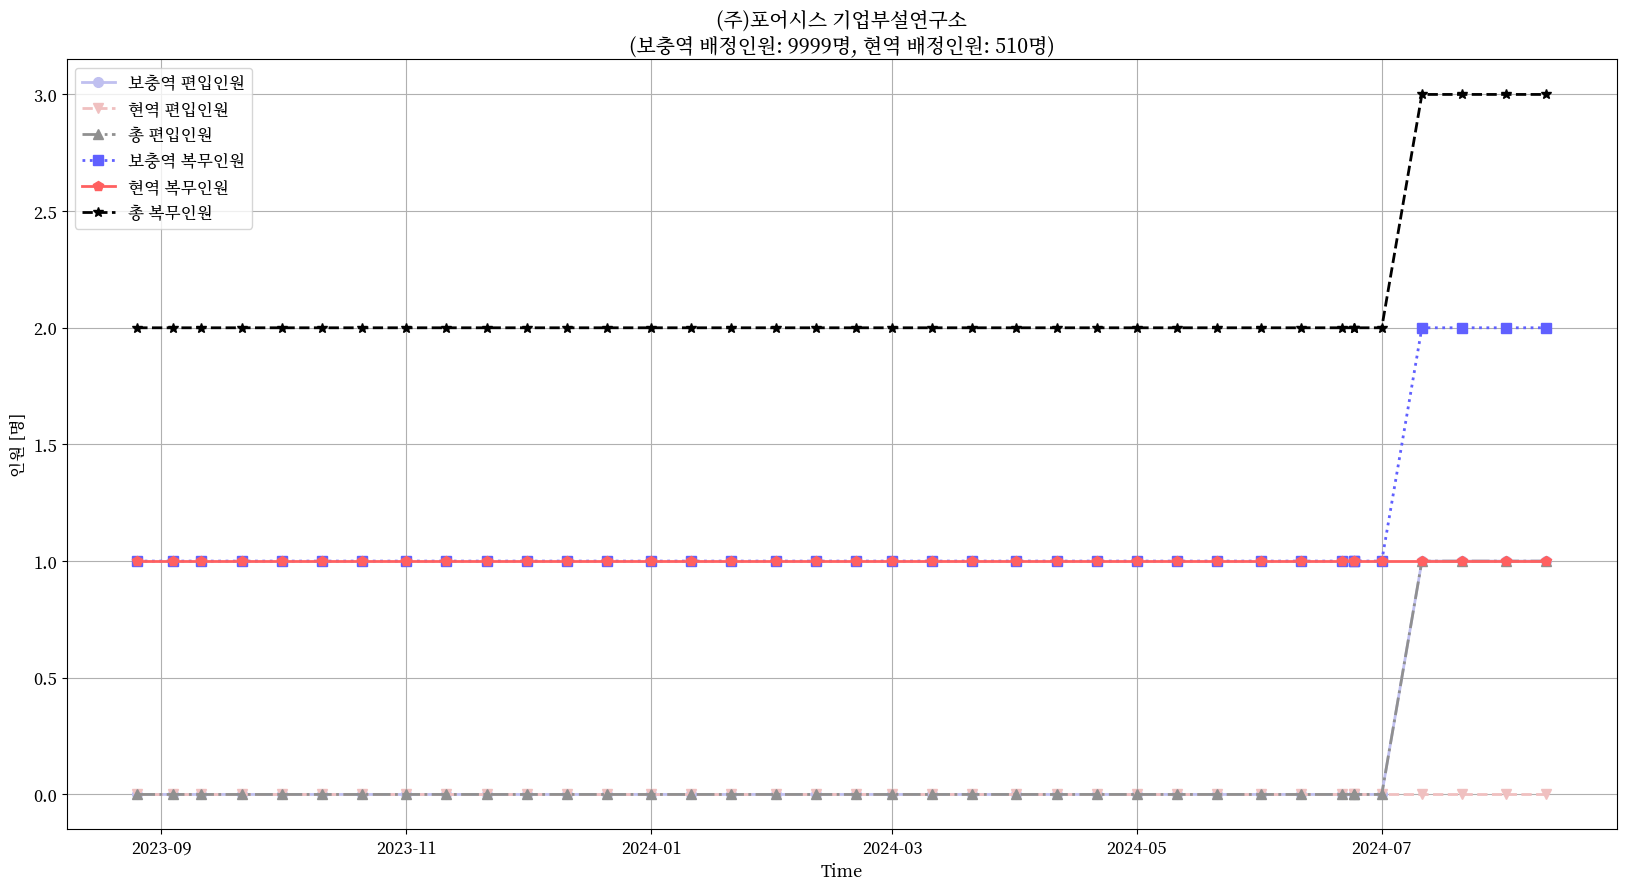 (주)포어시스 기업부설연구소
(보충역 배정인원: 9999명, 현역 배정인원: 510명)
보충역 편입인원
현역 편입인원
총 편입인원
보충역 복무인원
현역 복무인원
총 복무인원
인원 [명]
3.0
2.5
2.0
1.5
1.0
0.5
0.0
2023-09
2023-11
2024-01
2024-03
2024-05
2024-07
Time